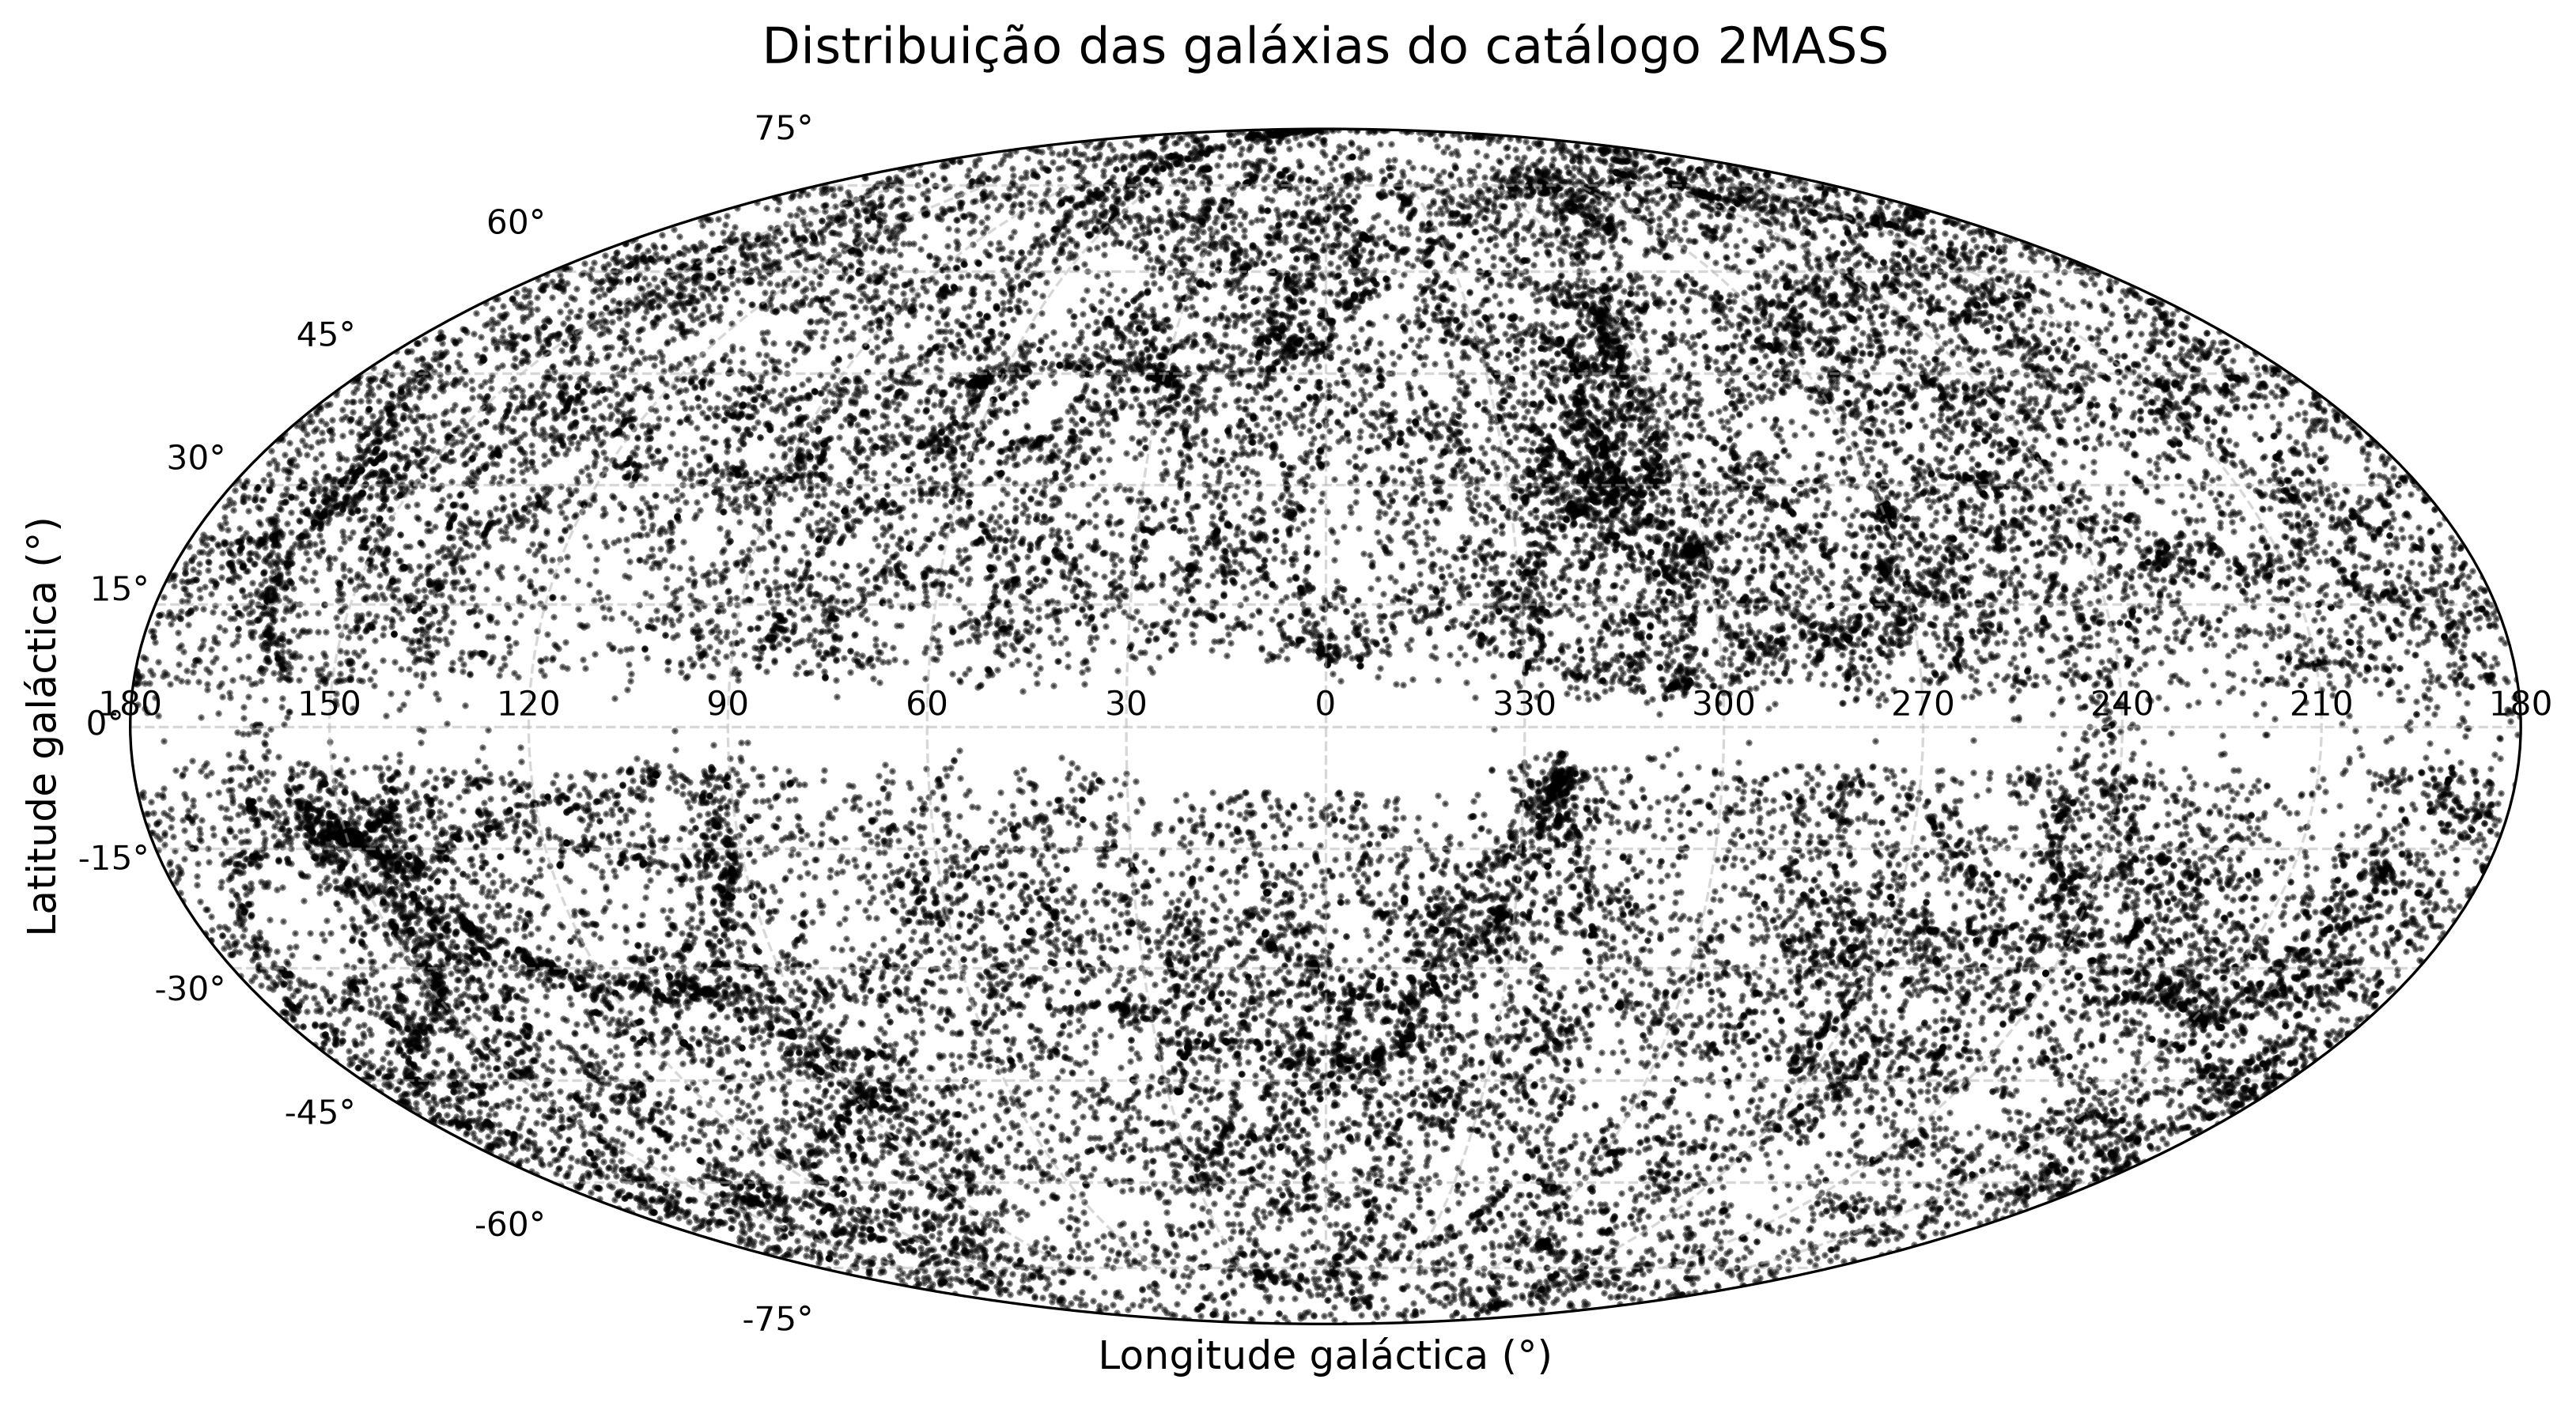 Distribuição das galáxias do catálogo 2MASS
75°
60°
45°
30°
15°
0°
-15°
-30°
-45°
-60°
-75°
180 150 120 90 60 30 0 330 300 270 240 210 180
Latitude galáctica (°)
Longitude galáctica (°)